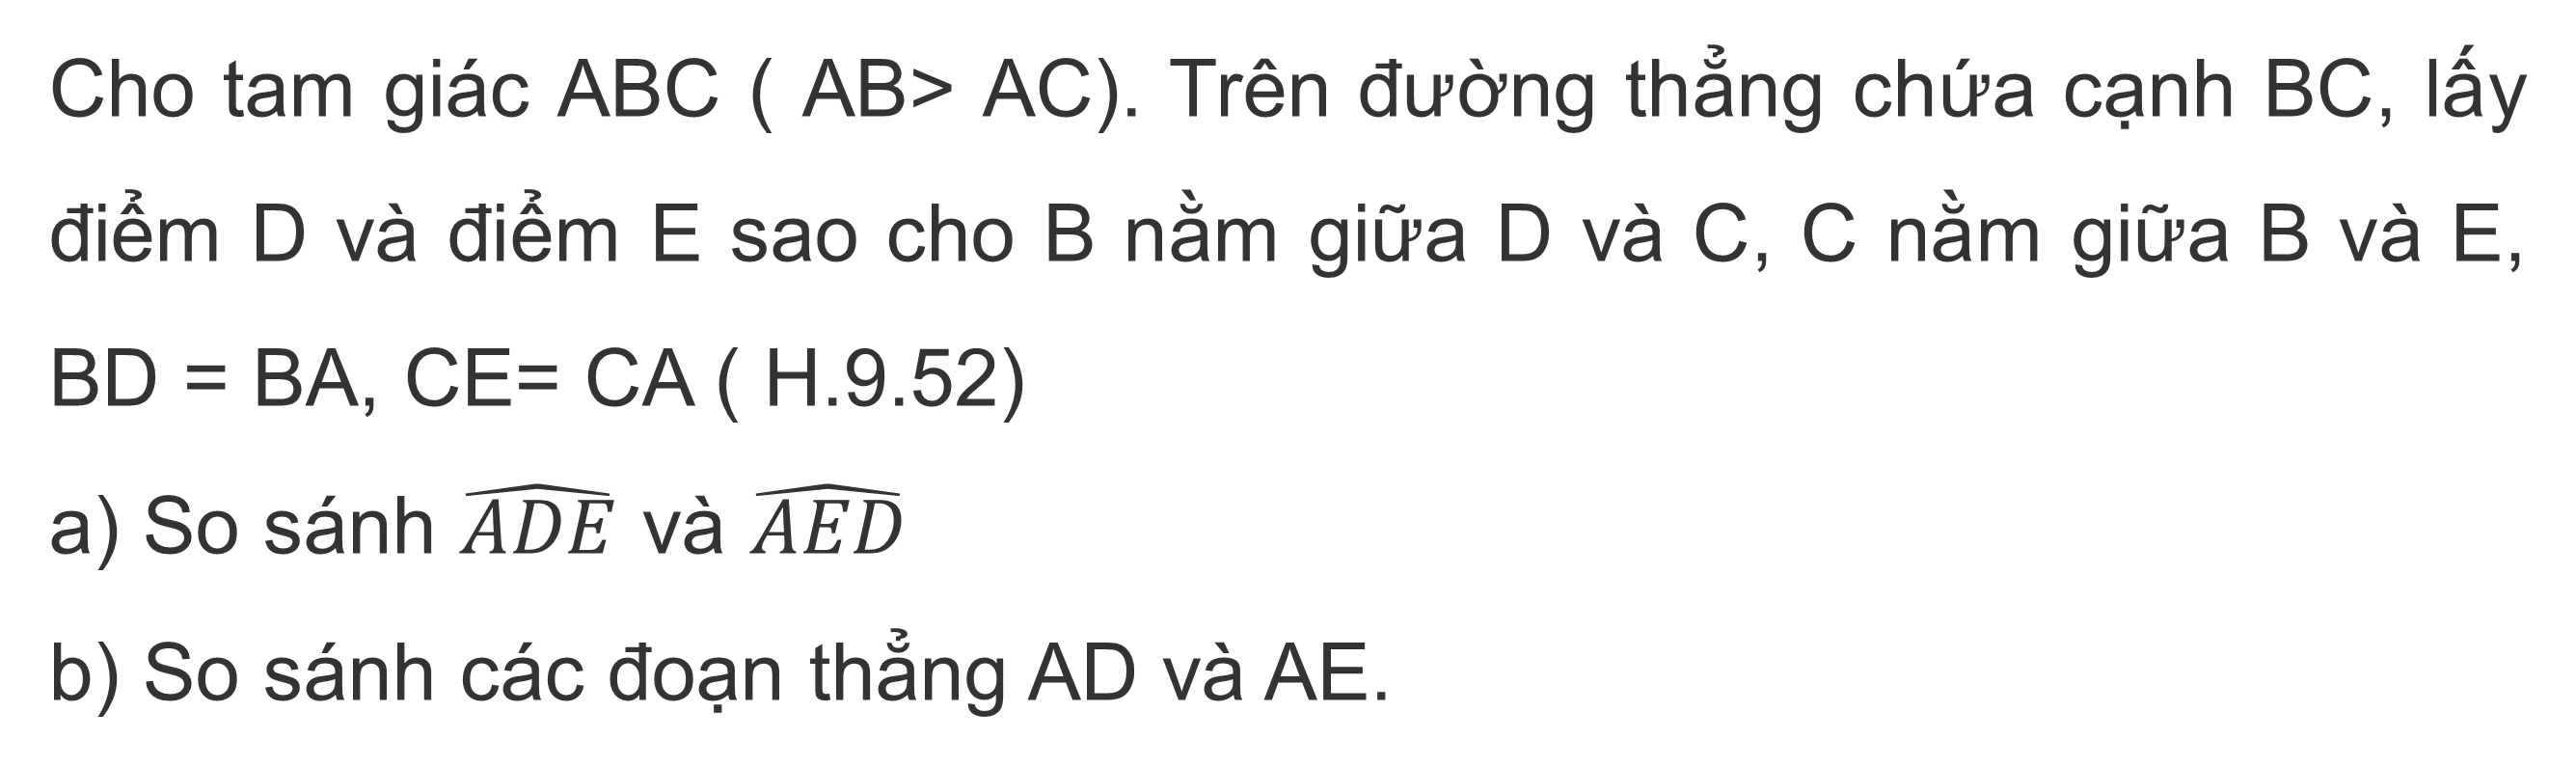 Cho tam giác ABC ( AB> AC). Trên đường thẳng chứa cạnh BC, lấy
điểm D và điểm E sao cho B nằm giữa D và C, C nằm giữa B và E,
BD = BA, CE= CA ( H.9.52)
a) So sánh \widehat{ADE} và \widehat{AED}
b) So sánh các đoạn thẳng AD và AE.